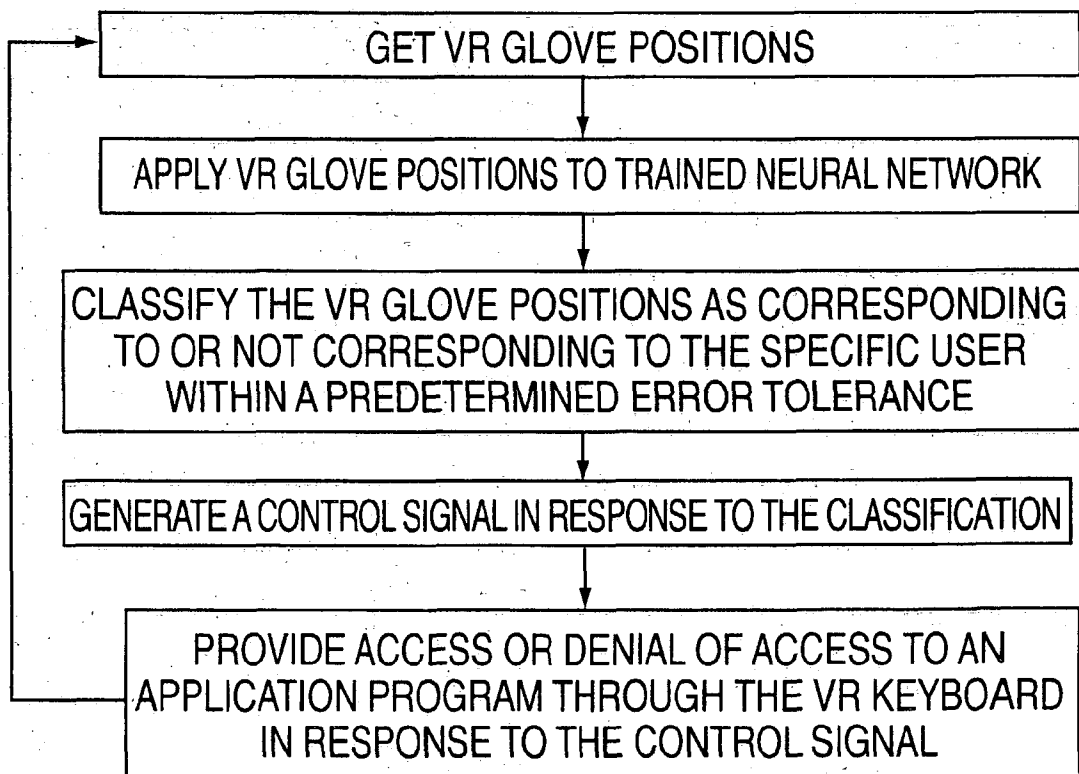 GET VR GLOVE POSITIONS
APPLY VR GLOVE POSITIONS TO TRAINED NEURAL NETWORK
CLASSIFY THE VR GLOVE POSITIONS AS CORRESPONDING
TO OR NOT CORRESPONDING TO THE SPECIFIC USER
WITHIN A PREDETERMINED ERROR TOLERANCE
GENERATE A CONTROL SIGNAL IN RESPONSE TO THE CLASSIFICATION
PROVIDE ACCESS OR DENIAL OF ACCESS TO AN
APPLICATION PROGRAM THROUGH THE VR KEYBOARD
IN RESPONSE TO THE CONTROL SIGNAL